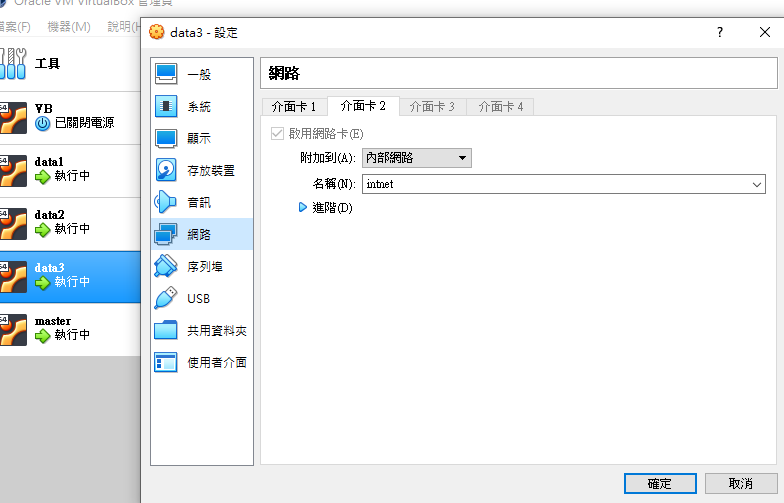 Oracle VM VirtualBox 管理員
檔案(F) 機器(M) 說明(H
工具
64
VB
已關閉電源
64
data1
執行中
64
data2
執行中
64
data3
執行中
64
master
執行中
data3 - 設定
?
一般
系統
顯示
存放裝置
音訊
網路
序列埠
USB
共用資料夾
使用者介面
網路
介面卡 1 介面卡 2 介面卡 3 介面卡 4
啟用網路卡(E)
附加到(A): 內部網路
名稱(N): intnet
進階(D)
確定 取消